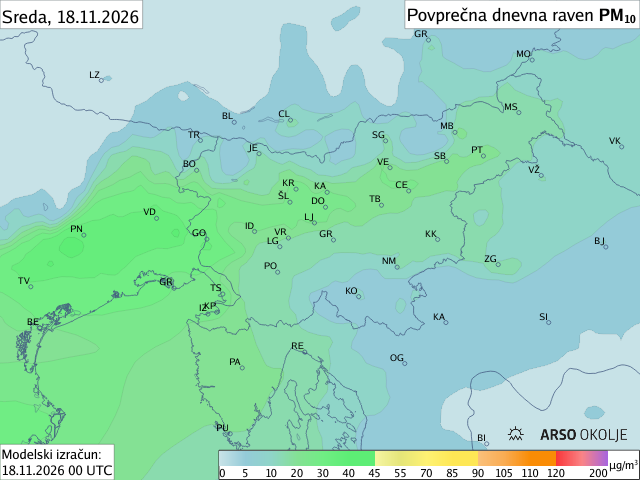 Sreda, 18.11.2026
Povprečna dnevna raven PM10
GR
MO
LZ
MS
BL
CL
MB
TR
SG
VK
JE
PT
SB
BO
VE
VŽ
KR
KA
CE
ŠL
DO
TB
VD
LJ
PN
ID
GO
VR
GR
KK
LG
BJ
PO
NM
ZG
TV
GR
TS
KO
IZ
KP
BE
KA
SI
RE
PA
OG
PU
BI
ARSO OKOLJE
Modelski izračun:
18.11.2026 00 UTC
0 5 10 20 30 40 45 55 70 85 90 100 110 120 200 µg/m³